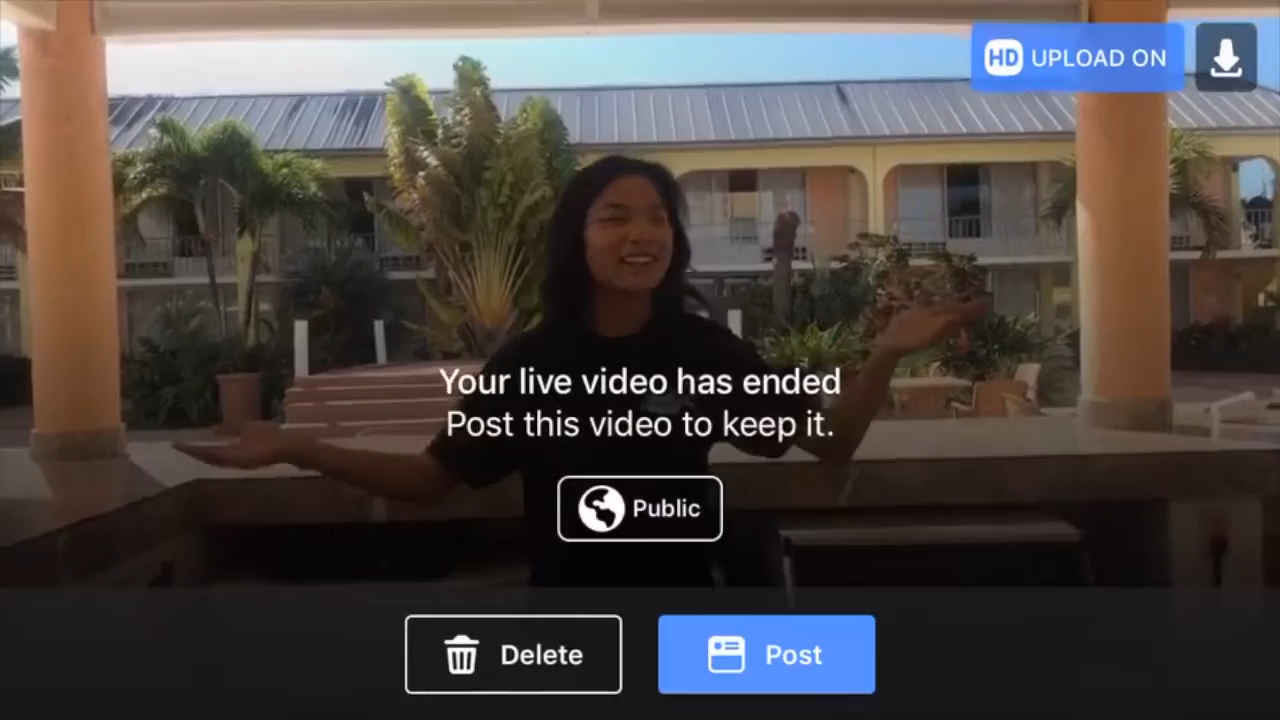 HD UPLOAD ON
Your live video has ended
Post this video to keep it.
Public
Delete
Post